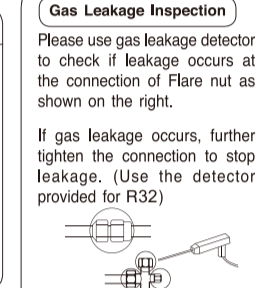 Gas Leakage Inspection
Please use gas leakage detector
to check if leakage occurs at
the connection of Flare nut as
shown on the right.
If gas leakage occurs, further
tighten the connection to stop
leakage. (Use the detector
provided for R32)